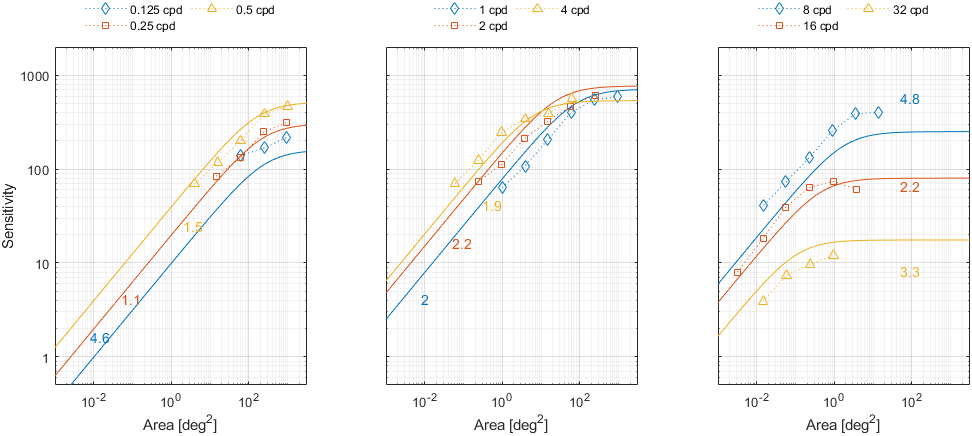 0.125 cpd 0.5 cpd
0.25 cpd
1 cpd 4 cpd
2 cpd
8 cpd 32 cpd
16 cpd
Sensitivity
1000
100
10
1
1.5
1.1
4.6
10^-2 10^0 10^2
Area [deg^2]
1.9
2.2
2
10^-2 10^0 10^2
Area [deg^2]
4.8
2.2
3.3
10^-2 10^0 10^2
Area [deg^2]